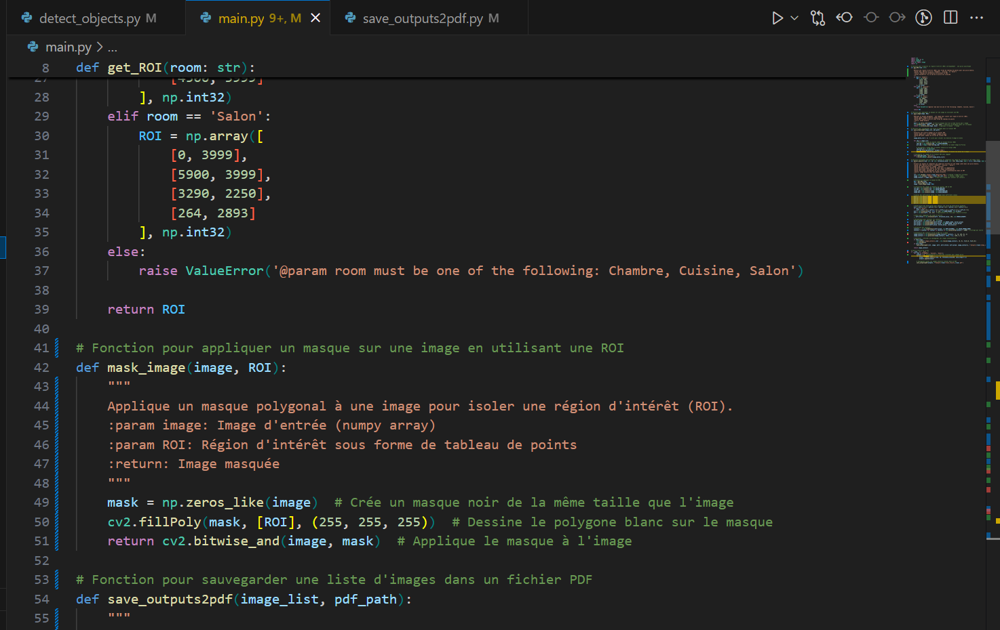 detect_objects.py M
main.py 9+, M
save_outputs2pdf.py M
main.py > ...
8 def get_ROI(room: str):
27 [4500, 3999]
28 ], np.int32)
29 elif room == 'Salon':
30 ROI = np.array([
31 [0, 3999],
32 [5900, 3999],
33 [3290, 2250],
34 [264, 2893]
35 ], np.int32)
36 else:
37 raise ValueError('@param room must be one of the following: Chambre, Cuisine, Salon')
38
39 return ROI
40
41 # Fonction pour appliquer un masque sur une image en utilisant une ROI
42 def mask_image(image, ROI):
43 """
44 Applique un masque polygonal à une image pour isoler une région d'intérêt (ROI).
45 :param image: Image d'entrée (numpy array)
46 :param ROI: Région d'intérêt sous forme de tableau de points
47 :return: Image masquée
48 """
49 mask = np.zeros_like(image) # Crée un masque noir de la même taille que l'image
50 cv2.fillPoly(mask, [ROI], (255, 255, 255)) # Dessine le polygone blanc sur le masque
51 return cv2.bitwise_and(image, mask) # Applique le masque à l'image
52
53 # Fonction pour sauvegarder une liste d'images dans un fichier PDF
54 def save_outputs2pdf(image_list, pdf_path):
55 """